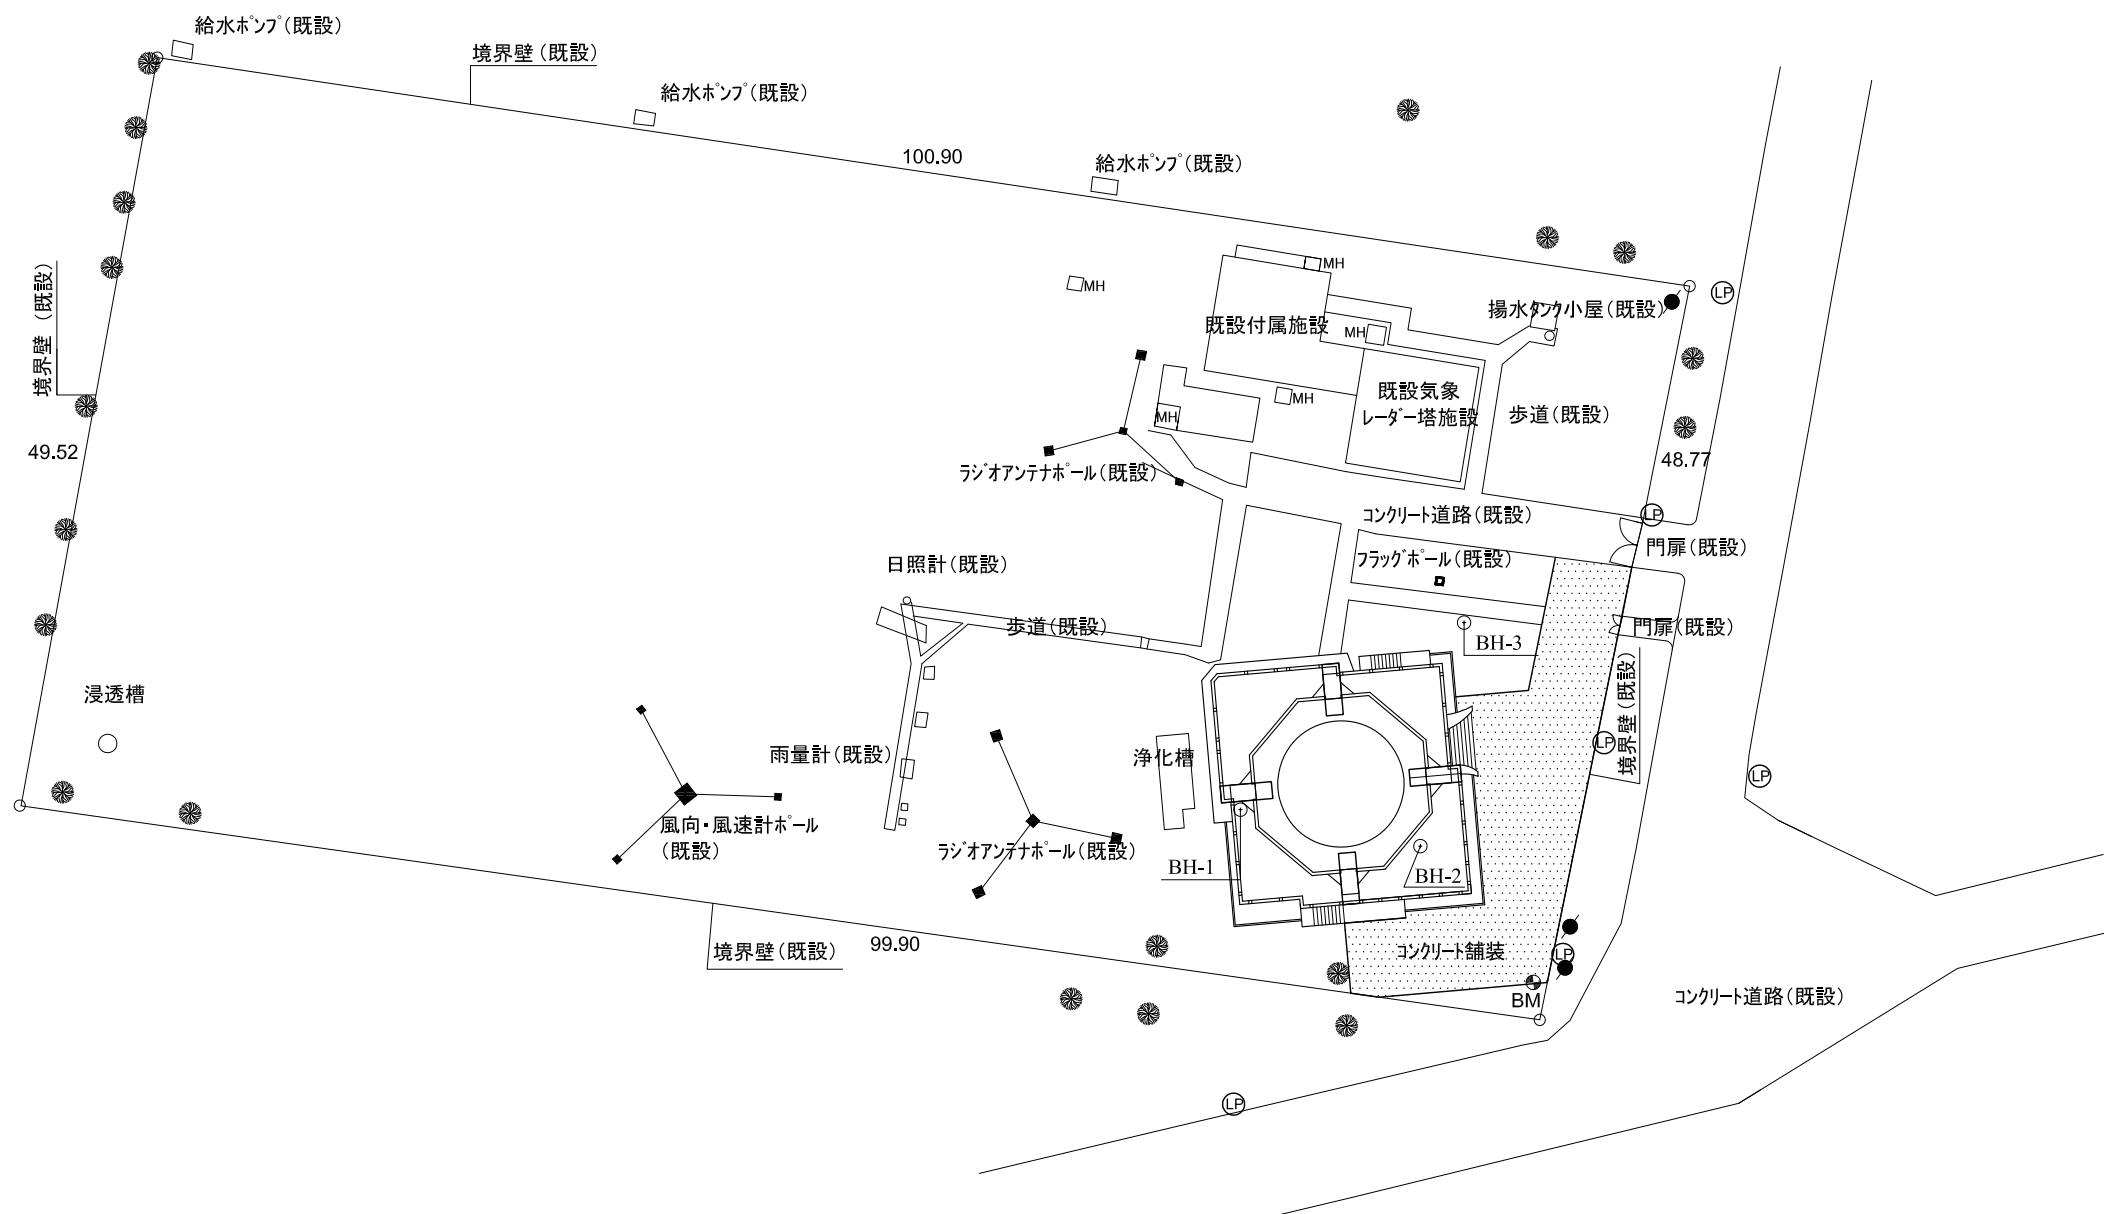 給水ﾎﾟﾝﾌﾟ(既設)
境界壁(既設)
給水ﾎﾟﾝﾌﾟ(既設)
100.90
給水ﾎﾟﾝﾌﾟ(既設)
MH
MH
LP
揚水ﾀﾝｸ小屋(既設)
既設付属施設
MH
境界壁 (既設)
既設気象
ﾚｰﾀﾞｰ塔施設
MH
歩道(既設)
MH
49.52
48.77
ﾗｼﾞｵｱﾝﾃﾅﾎﾟｰﾙ(既設)
ｺﾝｸﾘｰﾄ道路(既設)
LP
門扉(既設)
ﾌﾗｯｸﾞﾎﾟｰﾙ(既設)
日照計(既設)
歩道(既設)
門扉(既設)
BH-3
境界壁(既設)
浸透槽
LP
雨量計(既設)
浄化槽
LP
風向・風速計ﾎﾟｰﾙ
(既設)
ﾗｼﾞｵｱﾝﾃﾅﾎﾟｰﾙ(既設)
BH-1
BH-2
境界壁(既設)
99.90
ｺﾝｸﾘｰﾄ舗装
LP
BM
ｺﾝｸﾘｰﾄ道路(既設)
LP